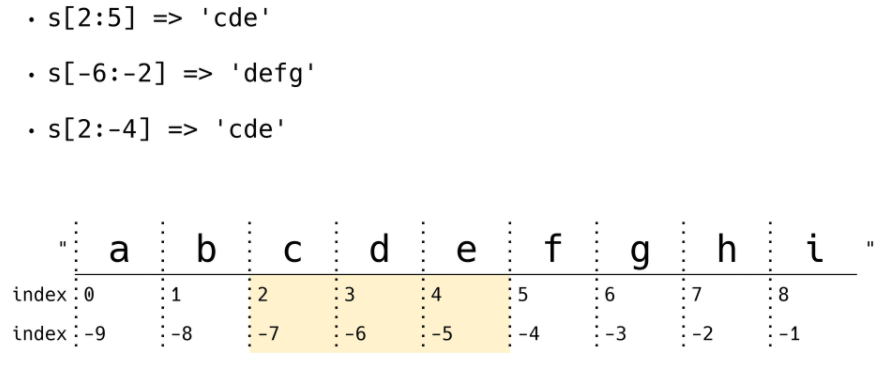 • s[2:5] => 'cde'
• s[-6:-2] => 'defg'
• s[2:-4] => 'cde'
" a b c d e f g h i "
index 0 1 2 3 4 5 6 7 8
index -9 -8 -7 -6 -5 -4 -3 -2 -1